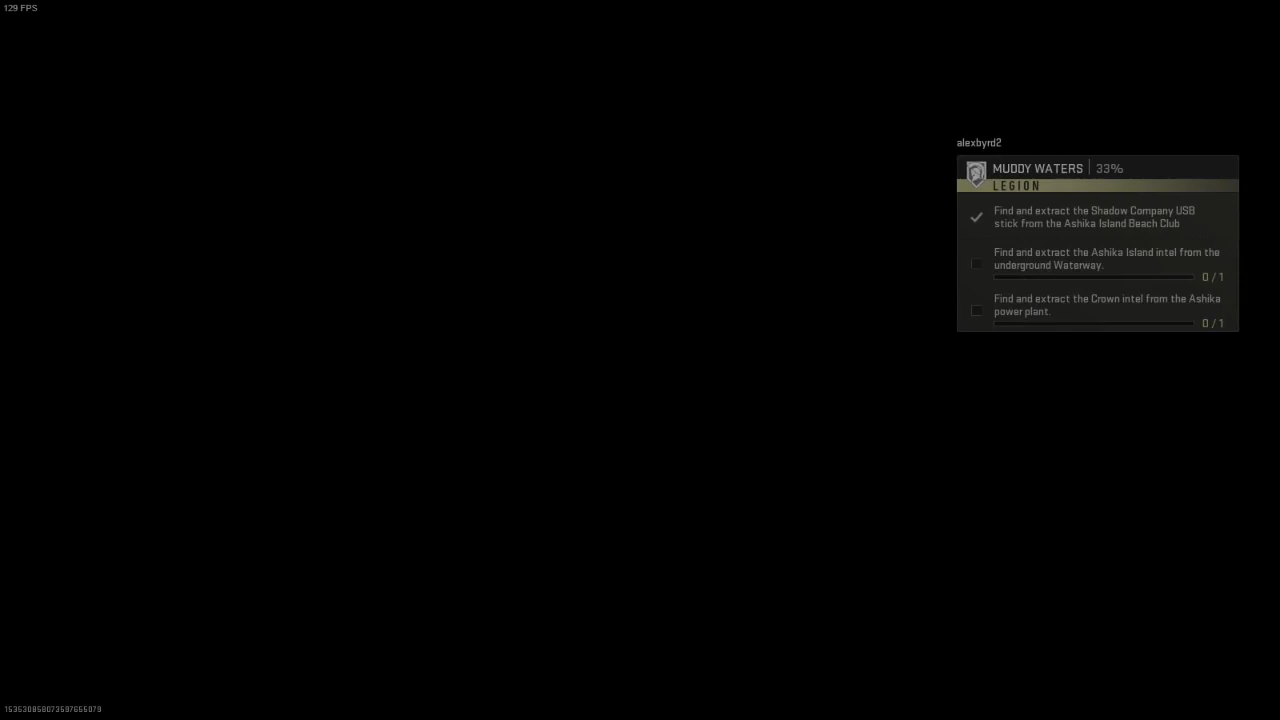 129 FPS
alexbyrd2
MUDDY WATERS | 33%
LEGION
Find and extract the Shadow Company USB
stick from the Ashika Island Beach Club
Find and extract the Ashika Island intel from the
underground Waterway.
0 / 1
Find and extract the Crown intel from the Ashika
power plant.
0 / 1